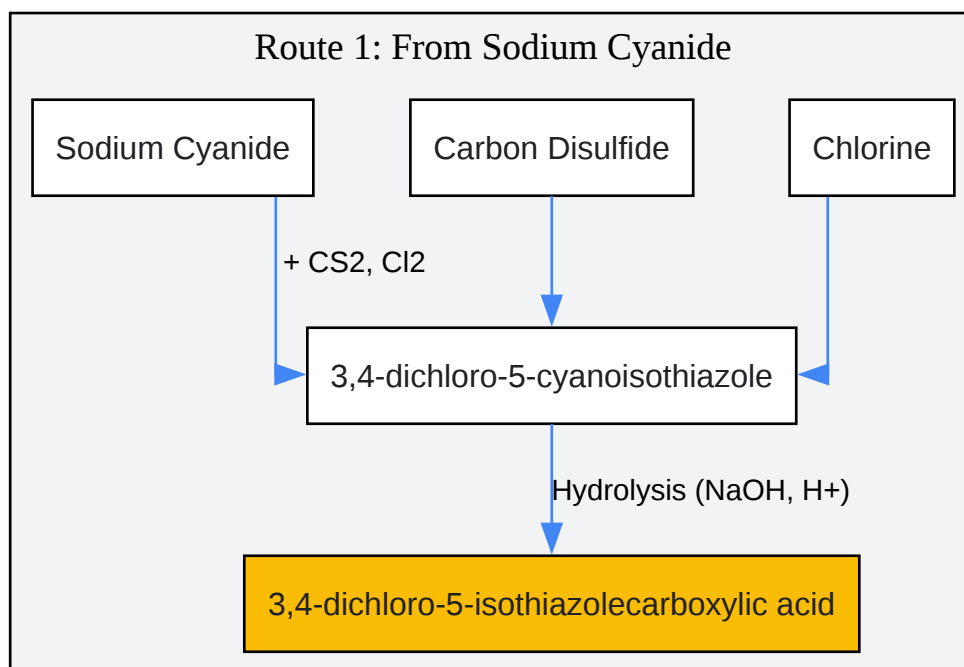 Route 1: From Sodium Cyanide
Sodium Cyanide
Carbon Disulfide
Chlorine
+ CS2, Cl2
3,4-dichloro-5-cyanoisothiazole
Hydrolysis (NaOH, H+)
3,4-dichloro-5-isothiazolecarboxylic acid